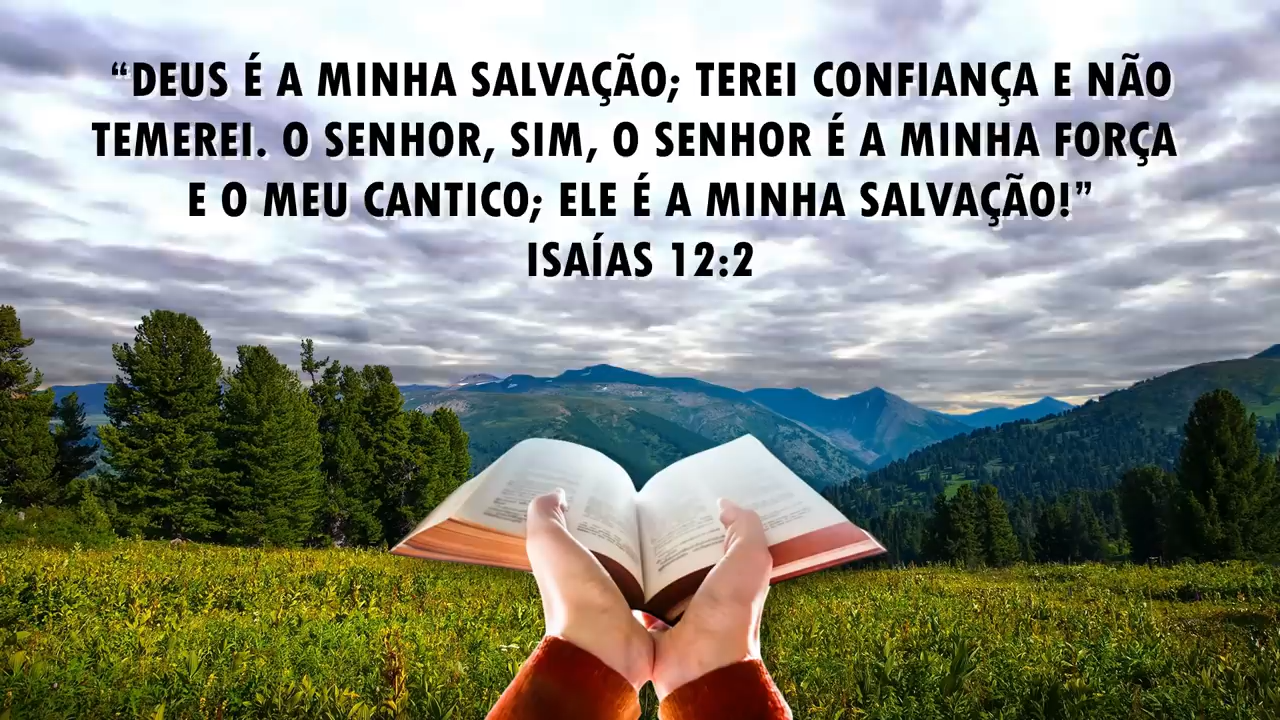 “DEUS É A MINHA SALVAÇÃO; TEREI CONFIANÇA E NÃO
TEMEREI. O SENHOR, SIM, O SENHOR É A MINHA FORÇA
E O MEU CANTICO; ELE É A MINHA SALVAÇÃO!”
ISAÍAS 12:2